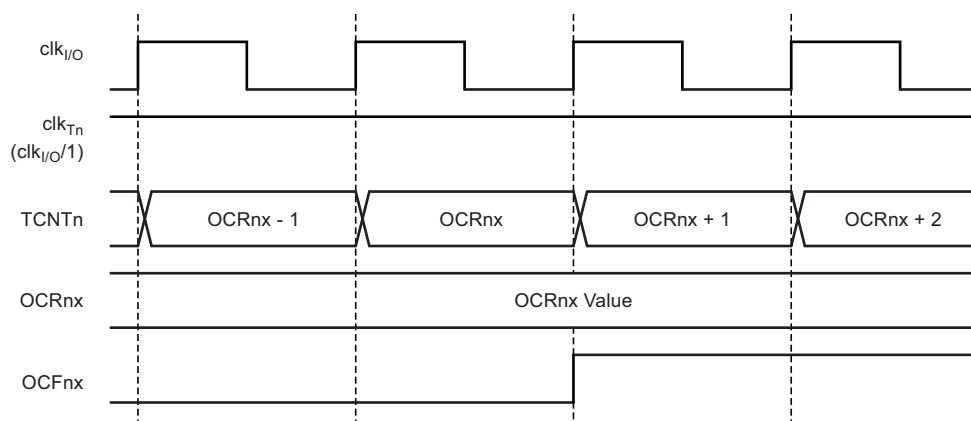 clkI/O
clkTn
(clkI/O/1)
TCNTn
OCRnx - 1
OCRnx
OCRnx + 1
OCRnx + 2
OCRnx
OCRnx Value
OCFnx